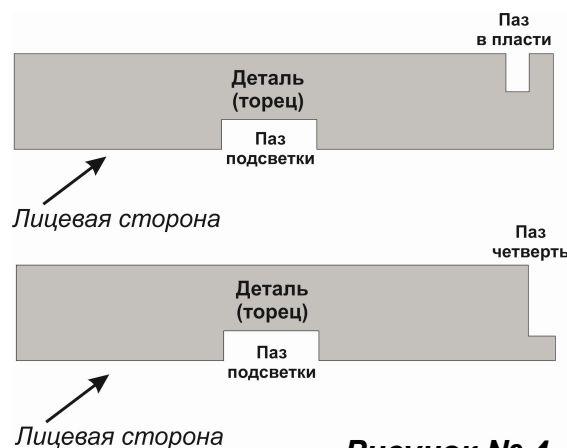 Паз
в пласти
Деталь
(торец)
Паз
подсветки
Лицевая сторона
Паз
четверть
Деталь
(торец)
Паз
подсветки
Лицевая сторона
Рисунок № 4